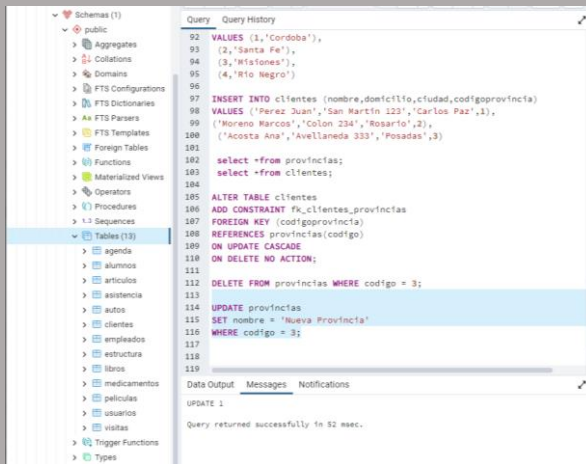 Schemas (1)
public
Aggregates
Collations
Domains
FTS Configurations
FTS Dictionaries
FTS Parsers
FTS Templates
Foreign Tables
Functions
Materialized Views
Operators
Procedures
Sequences
Tables (13)
agenda
alumnos
articulos
asistencia
autos
clientes
empleados
estructura
libros
medicamentos
peliculas
usuarios
visitas
Trigger Functions
Types
Query Query History
92 VALUES (1,'Cordoba'),
93 (2,'Santa Fe'),
94 (3,'Misiones'),
95 (4,'Rio Negro')
96
97 INSERT INTO clientes (nombre,domicilio,ciudad,codigoprovincia)
98 VALUES ('Perez Juan','San Martin 123','Carlos Paz',1),
99 ('Moreno Marcos','Colon 234','Rosario',2),
100 ('Acosta Ana','Avellaneda 333','Posadas',3)
101
102 select *from provincias;
103 select *from clientes;
104
105 ALTER TABLE clientes
106 ADD CONSTRAINT fk_clientes_provincias
107 FOREIGN KEY (codigoprovincia)
108 REFERENCES provincias(codigo)
109 ON UPDATE CASCADE
110 ON DELETE NO ACTION;
111
112 DELETE FROM provincias WHERE codigo = 3;
113
114 UPDATE provincias
115 SET nombre = 'Nueva Provincia'
116 WHERE codigo = 3;
117
118
119
Data Output Messages Notifications
UPDATE 1
Query returned successfully in 52 msec.